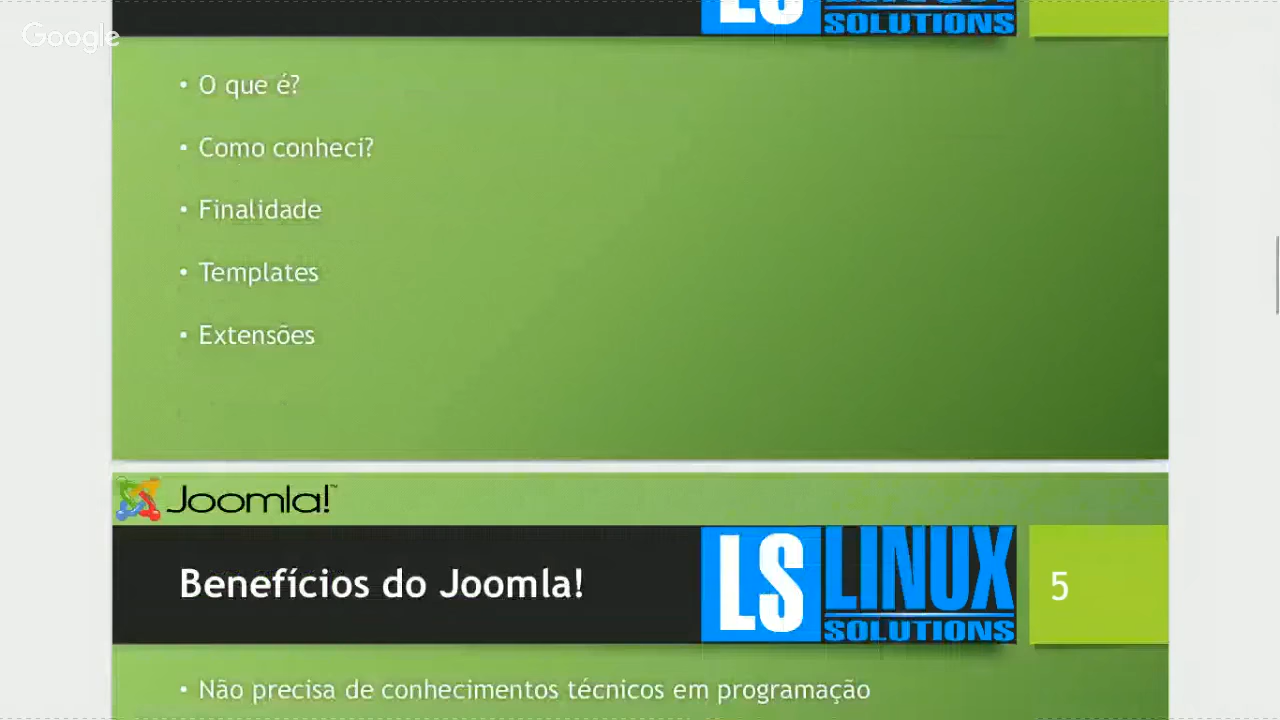 Google
SOLUTIONS
• O que é?
• Como conheci?
• Finalidade
• Templates
• Extensões
Joomla!™
Benefícios do Joomla!
LS LINUX SOLUTIONS
5
• Não precisa de conhecimentos técnicos em programação